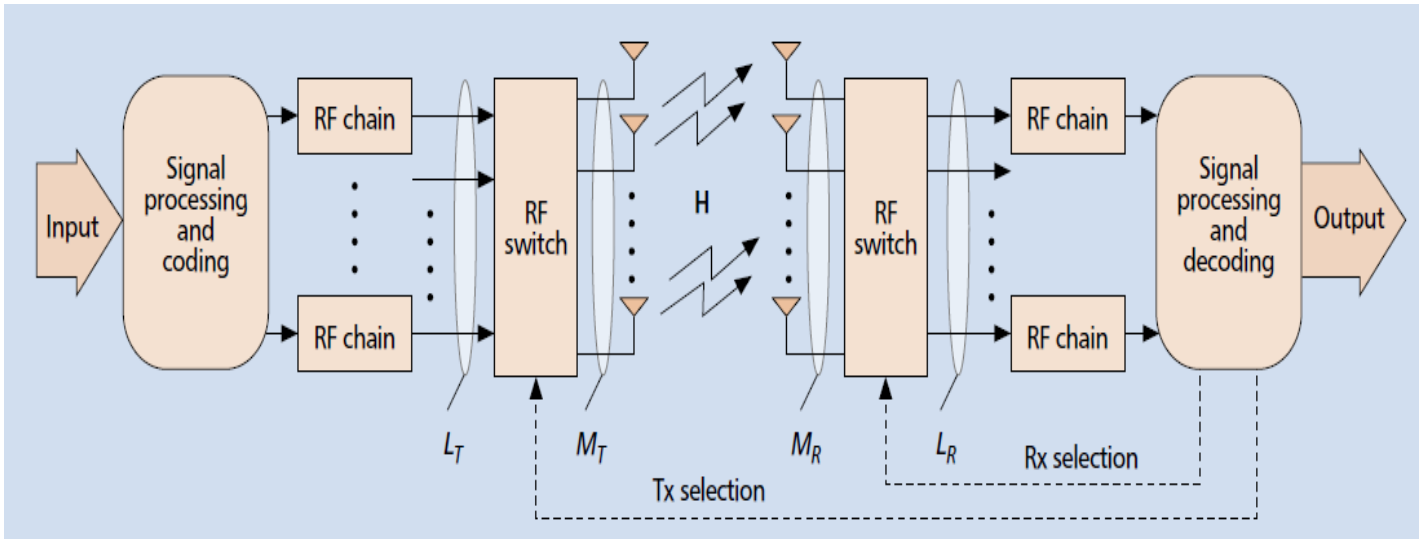 Input
Signal
processing
and
coding
RF chain
RF chain
L_T
RF
switch
M_T
H
M_R
RF
switch
L_R
RF chain
RF chain
Signal
processing
and
decoding
Output
Rx selection
Tx selection